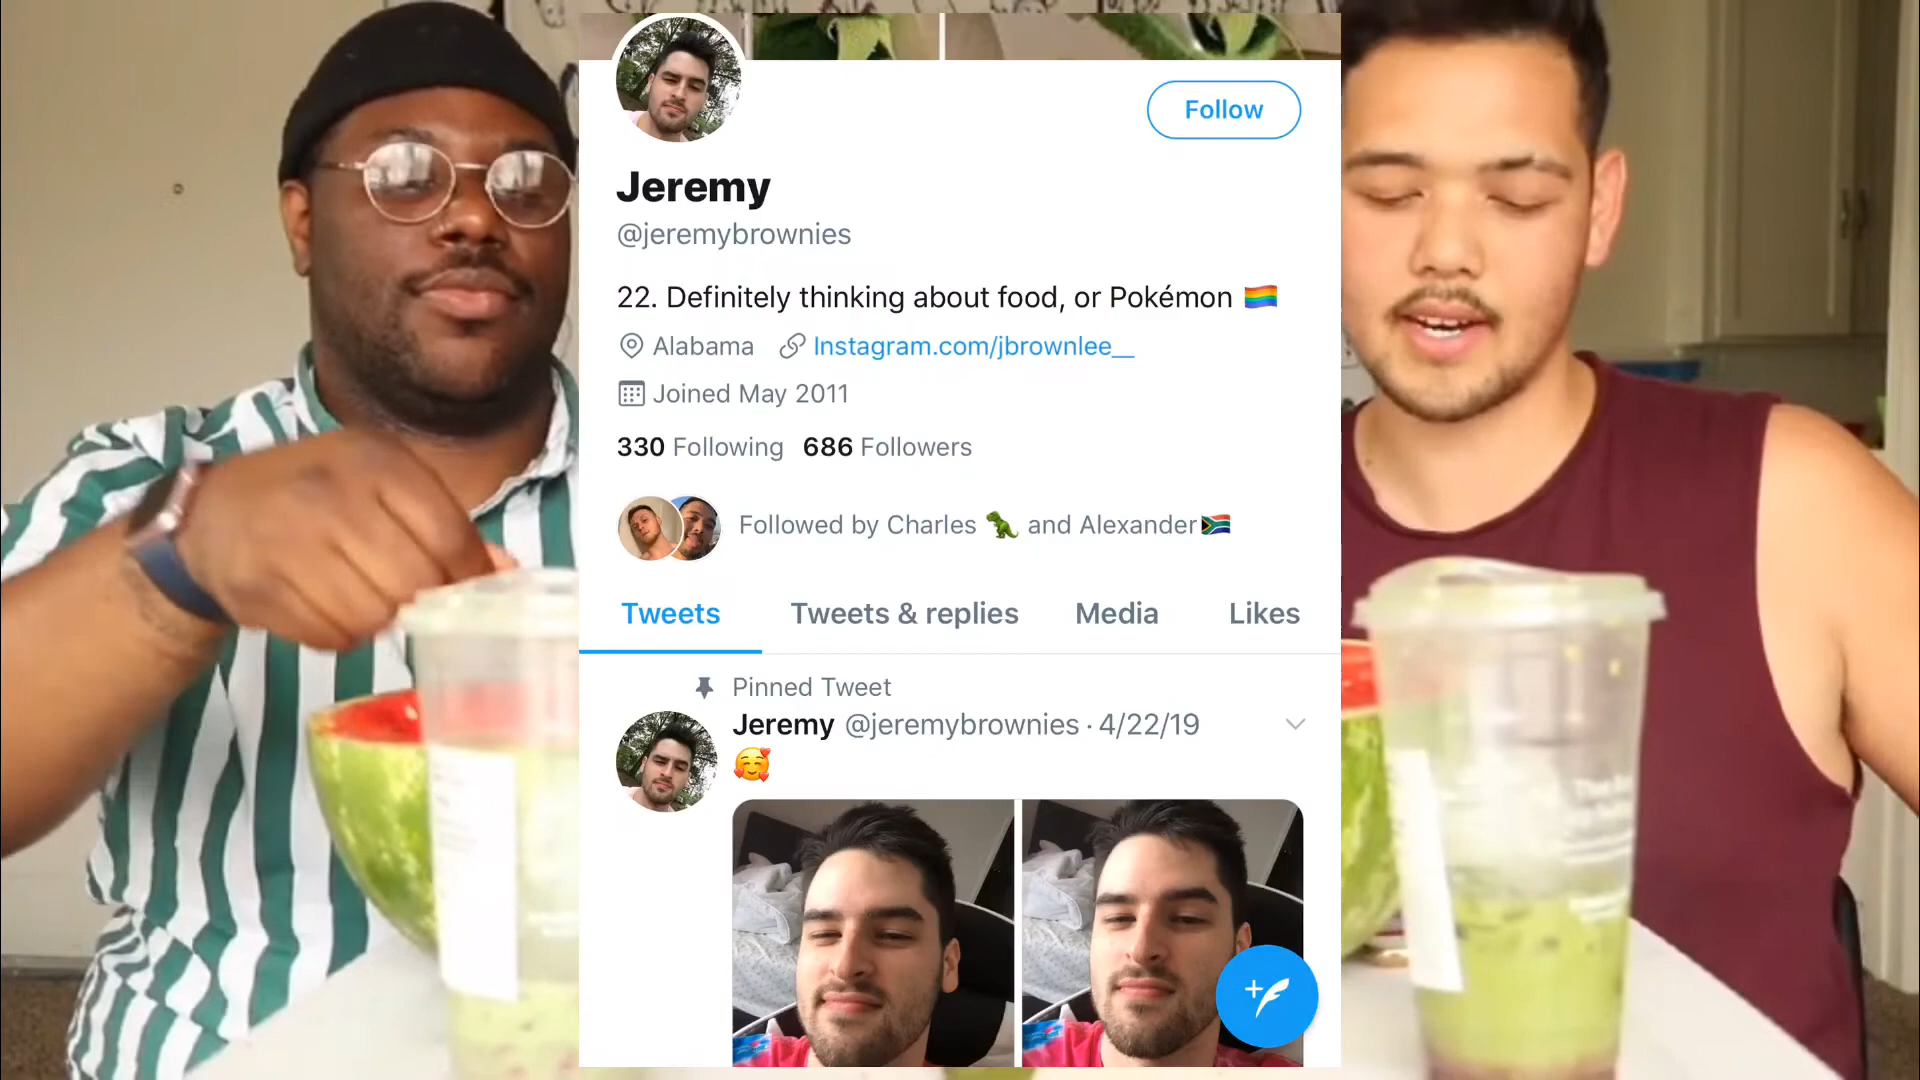 Follow
Jeremy
@jeremybrownies
22. Definitely thinking about food, or Pokémon 🏳️‍🌈
Alabama Instagram.com/jbrownlee__
Joined May 2011
330 Following 686 Followers
Followed by Charles 🦖 and Alexander🇿🇦
Tweets Tweets & replies Media Likes
Pinned Tweet
Jeremy @jeremybrownies · 4/22/19
🥰